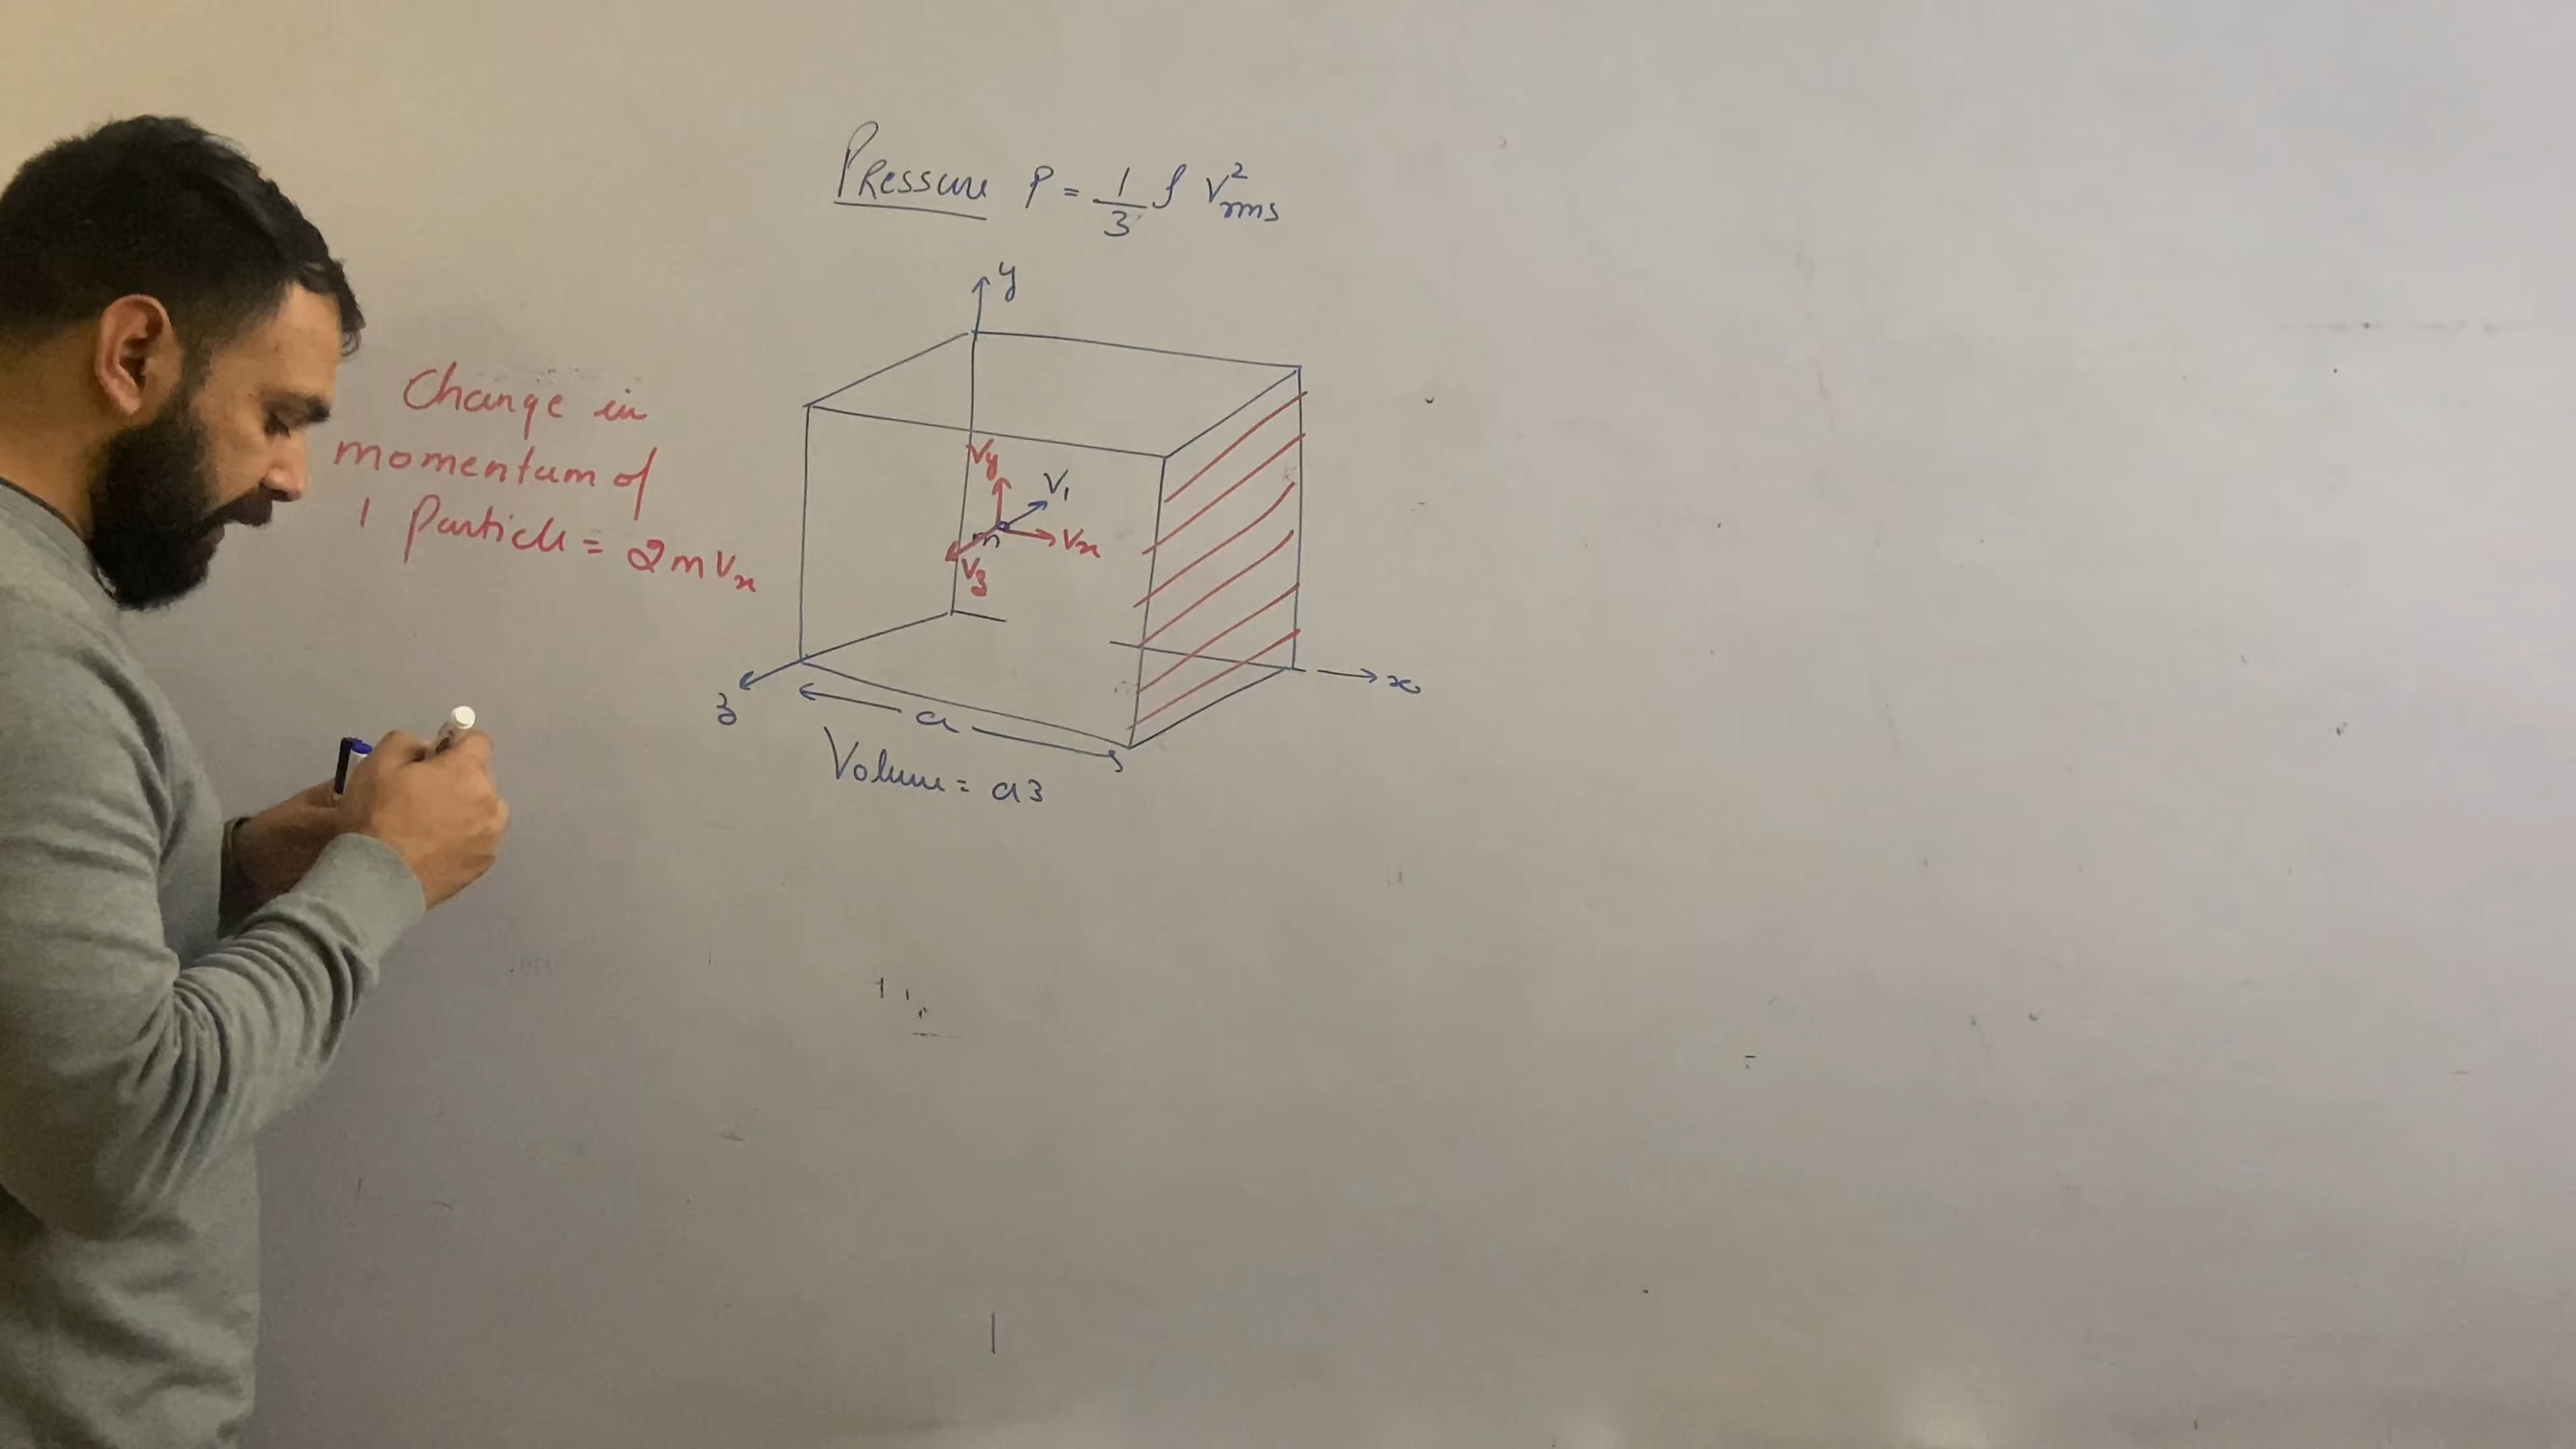 Pressure P = 1/3 ρ V²rms
y
Change in
momentum of
1 Particle = 2mVx
Vy
V1
m
Vx
Vz
x
z
a
Volume = a3